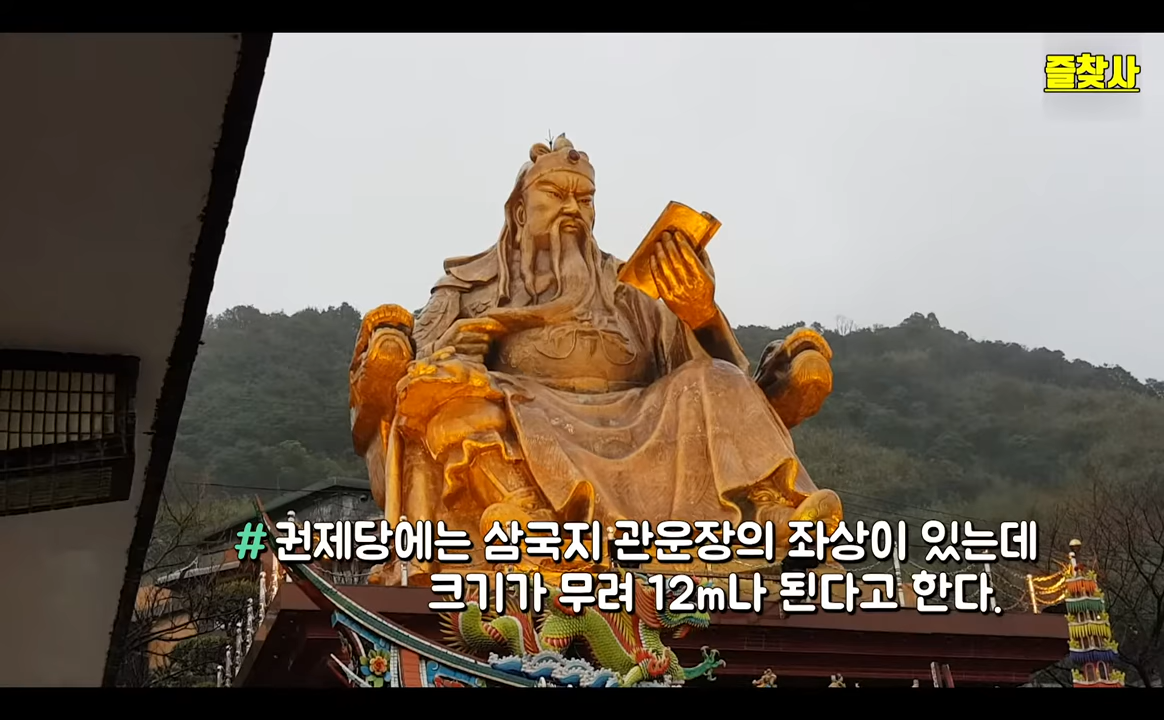 즐찾사
# 권제당에는 삼국지 관운장의 좌상이 있는데
크기가 무려 12m나 된다고 한다.